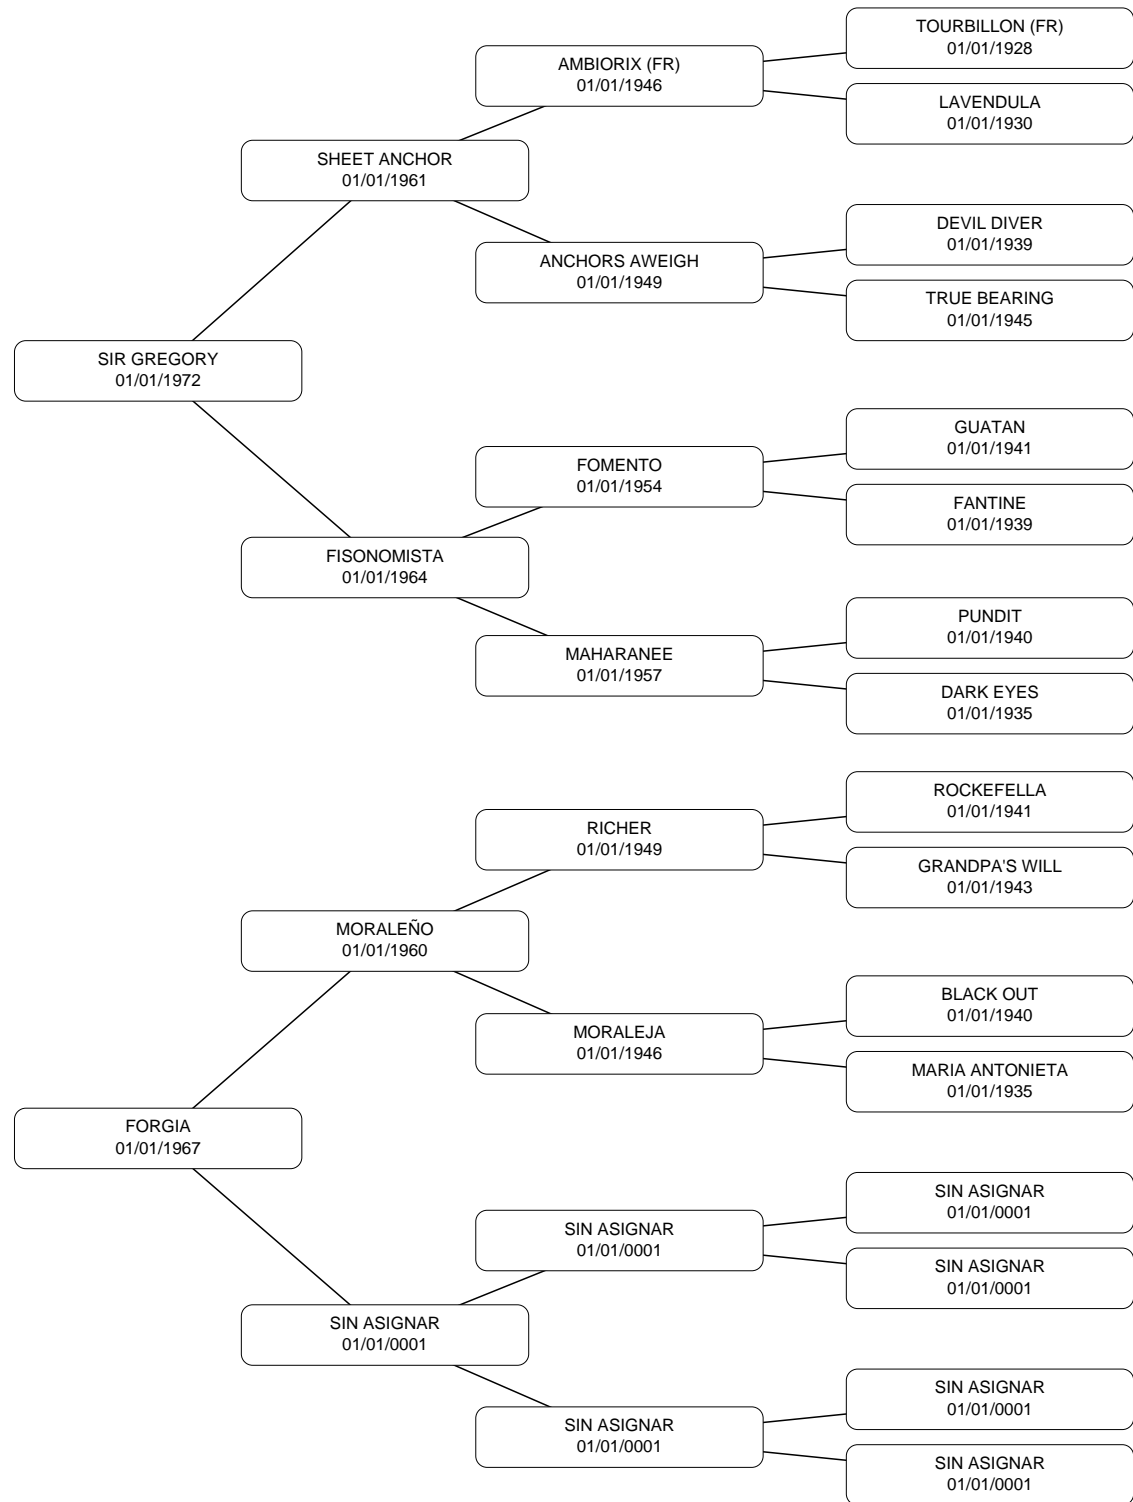 TOURBILLON (FR)
01/01/1928
AMBIORIX (FR)
01/01/1946
LAVENDULA
01/01/1930
SHEET ANCHOR
01/01/1961
DEVIL DIVER
01/01/1939
ANCHORS AWEIGH
01/01/1949
TRUE BEARING
01/01/1945
SIR GREGORY
01/01/1972
GUATAN
01/01/1941
FOMENTO
01/01/1954
FANTINE
01/01/1939
FISONOMISTA
01/01/1964
PUNDIT
01/01/1940
MAHARANEE
01/01/1957
DARK EYES
01/01/1935
ROCKEFELLA
01/01/1941
RICHER
01/01/1949
GRANDPA'S WILL
01/01/1943
MORALEÑO
01/01/1960
BLACK OUT
01/01/1940
MORALEJA
01/01/1946
MARIA ANTONIETA
01/01/1935
FORGIA
01/01/1967
SIN ASIGNAR
01/01/0001
SIN ASIGNAR
01/01/0001
SIN ASIGNAR
01/01/0001
SIN ASIGNAR
01/01/0001
SIN ASIGNAR
01/01/0001
SIN ASIGNAR
01/01/0001
SIN ASIGNAR
01/01/0001